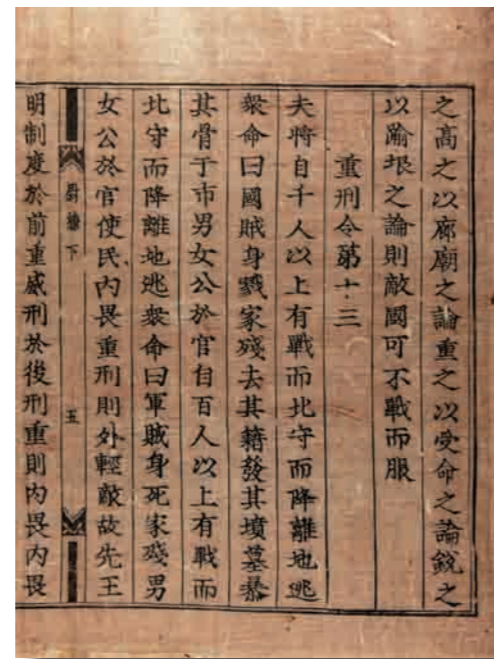 之高之以廊廟之論重之以受命之論銳之
以踰垠之論則敵國可不戰而服
重刑令第十三
夫將自千人以上有戰而北守而降離地逃
衆命曰國賊身戮家殘去其籍發其墳墓暴
其骨于市男女公於官自百人以上有戰而
北守而降離地逃衆命曰軍賊身死家殘男
女公於官使民內畏重刑則外輕敵故先王
尉繚下
五
明制度於前重威刑於後刑重則內畏內畏